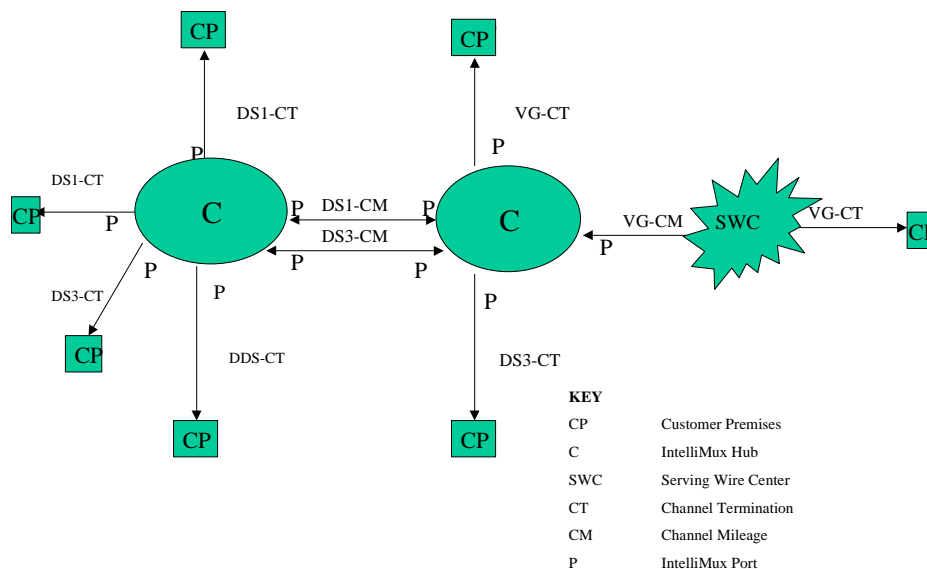 CP
CP
DS1-CT
VG-CT
P
P
DS1-CT
CP
P
C
P
DS1-CM
P
C
DS3-CM
P
P
VG-CM
P
SWC
VG-CT
CP
P
P
P
DS3-CT
CP
DDS-CT
DS3-CT
CP
CP
KEY
CP Customer Premises
C IntelliMux Hub
SWC Serving Wire Center
CT Channel Termination
CM Channel Mileage
P IntelliMux Port